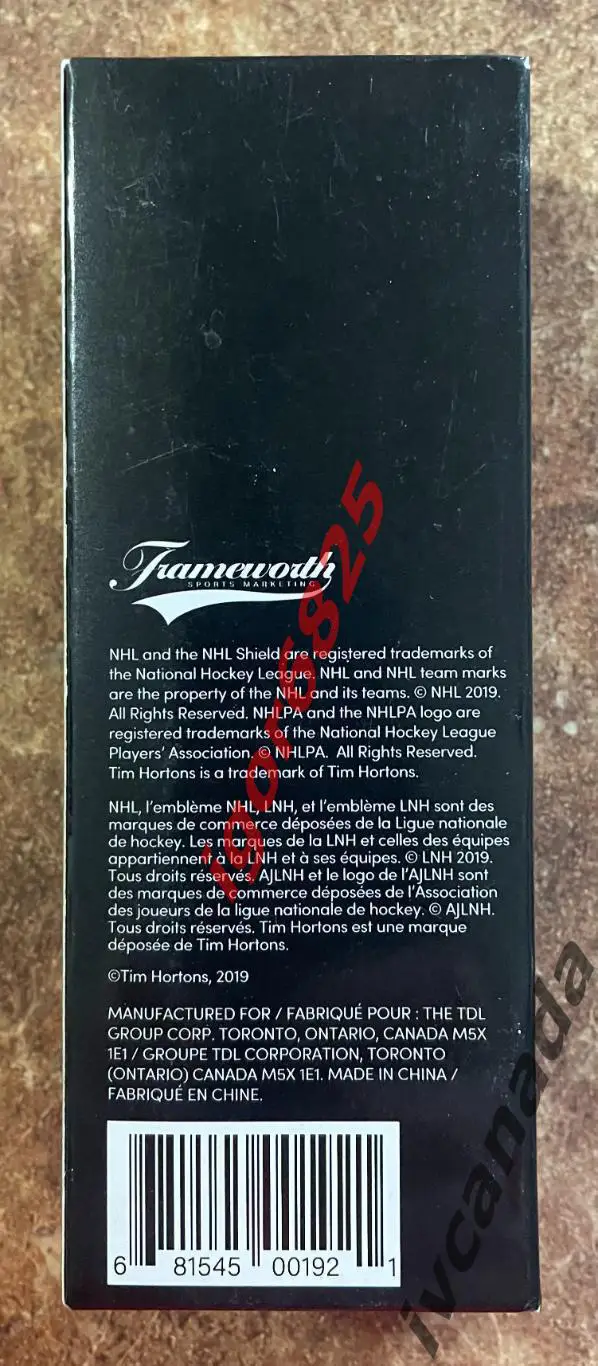 Frameworth
SPORTS MARKETING
NHL and the NHL Shield are registered trademarks of
the National Hockey League. NHL and NHL team marks
are the property of the NHL and its teams. © NHL 2019.
All Rights Reserved. NHLPA and the NHLPA logo are
registered trademarks of the National Hockey League
Players' Association. © NHLPA. All Rights Reserved.
Tim Hortons is a trademark of Tim Hortons.
NHL, l'emblème NHL, LNH, et l'emblème LNH sont des
marques de commerce déposées de la Ligue nationale
de hockey. Les marques de la LNH et celles des équipes
appartiennent à la LNH et à ses équipes. © LNH 2019.
Tous droits réservés. AJLNH et le logo de l'AJLNH sont
des marques de commerce déposées de l'Association
des joueurs de la ligue nationale de hockey. © AJLNH.
Tous droits réservés. Tim Hortons est une marque
déposée de Tim Hortons.
©Tim Hortons, 2019
MANUFACTURED FOR / FABRIQUÉ POUR : THE TDL
GROUP CORP. TORONTO, ONTARIO, CANADA M5X
1E1 / GROUPE TDL CORPORATION, TORONTO
(ONTARIO) CANADA M5X 1E1. MADE IN CHINA /
FABRIQUÉ EN CHINE.
6 81545 00192 1
igor5825
ivcanada